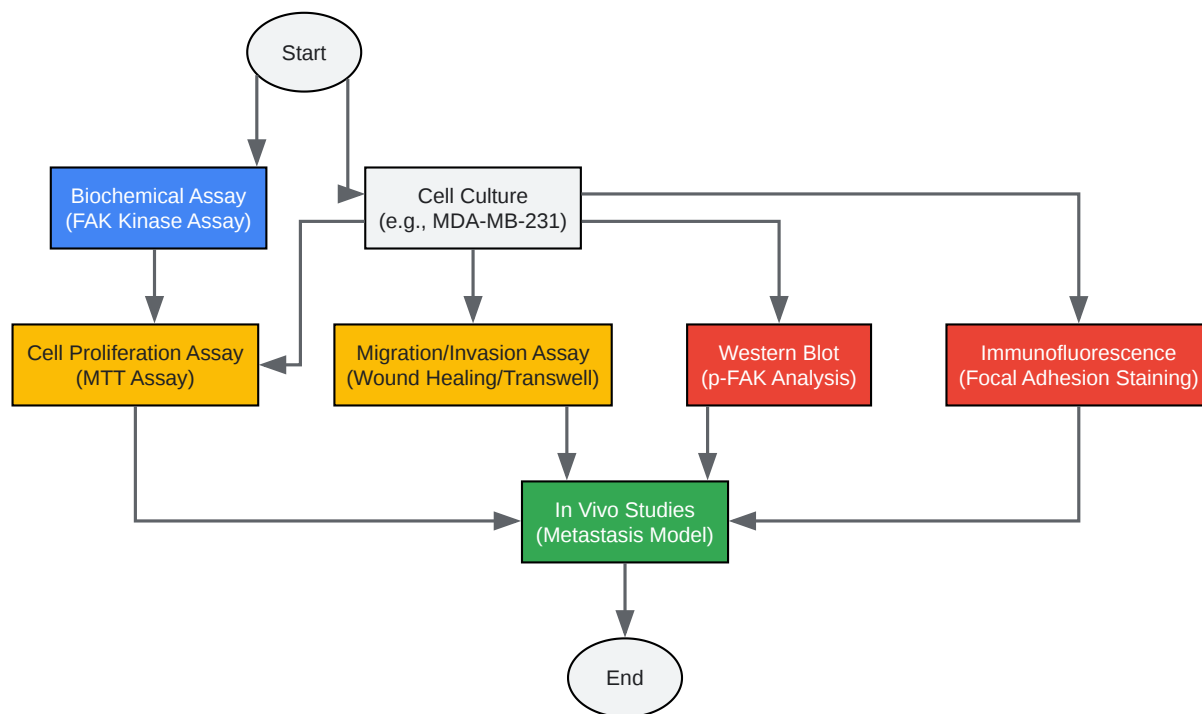 Start
Biochemical Assay
(FAK Kinase Assay)
Cell Culture
(e.g., MDA-MB-231)
Cell Proliferation Assay
(MTT Assay)
Migration/Invasion Assay
(Wound Healing/Transwell)
Western Blot
(p-FAK Analysis)
Immunofluorescence
(Focal Adhesion Staining)
In Vivo Studies
(Metastasis Model)
End